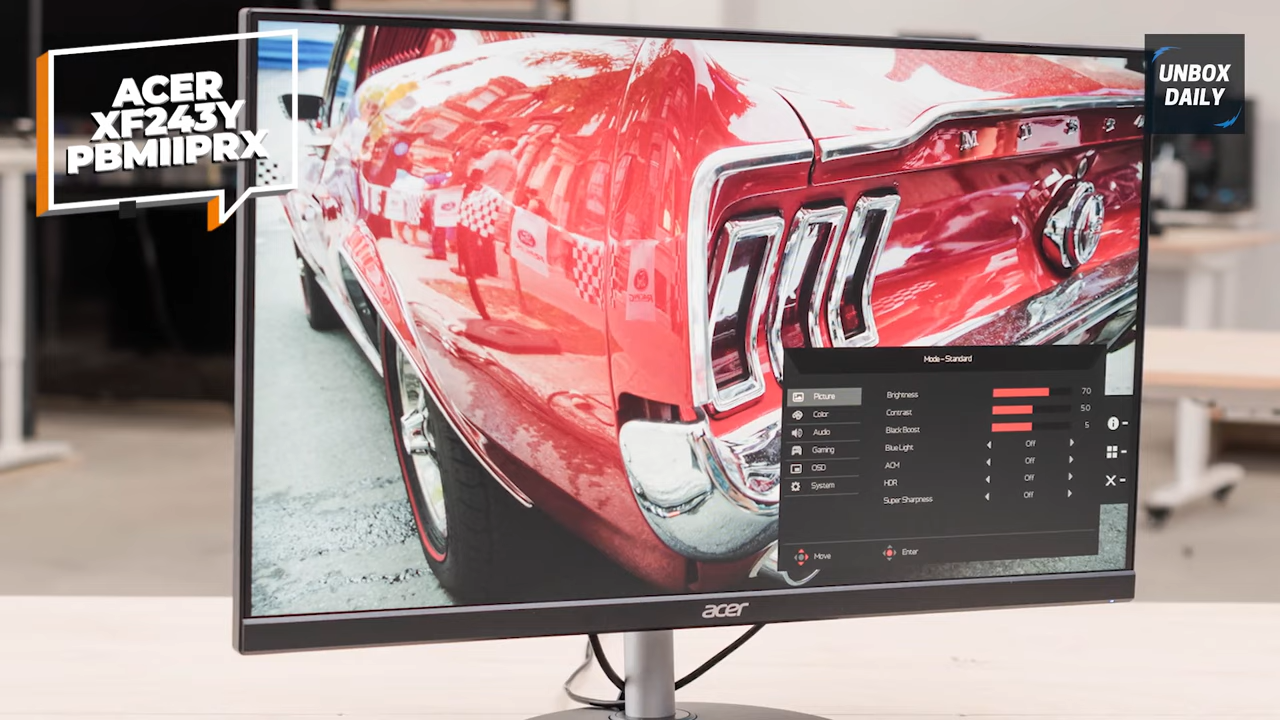 ACER
XF243Y
PBMIIPRX
UNBOX
DAILY
Mode - Standard
Picture
Color
Audio
Gaming
OSD
System
Brightness 70
Contrast 50
Black Boost 5
Blue Light Off
ACM Off
HDR Off
Super Sharpness Off
Move
Enter
acer